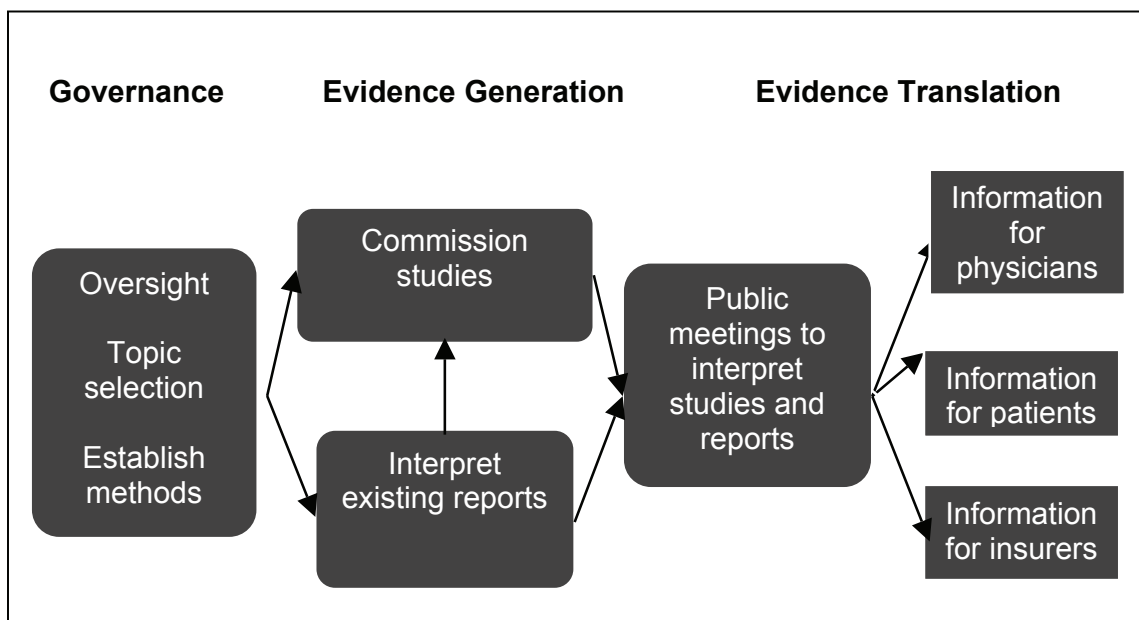 Governance
Evidence Generation
Evidence Translation
Oversight
Topic
selection
Establish
methods
Commission
studies
Interpret
existing reports
Public
meetings to
interpret
studies and
reports
Information
for
physicians
Information
for patients
Information
for insurers